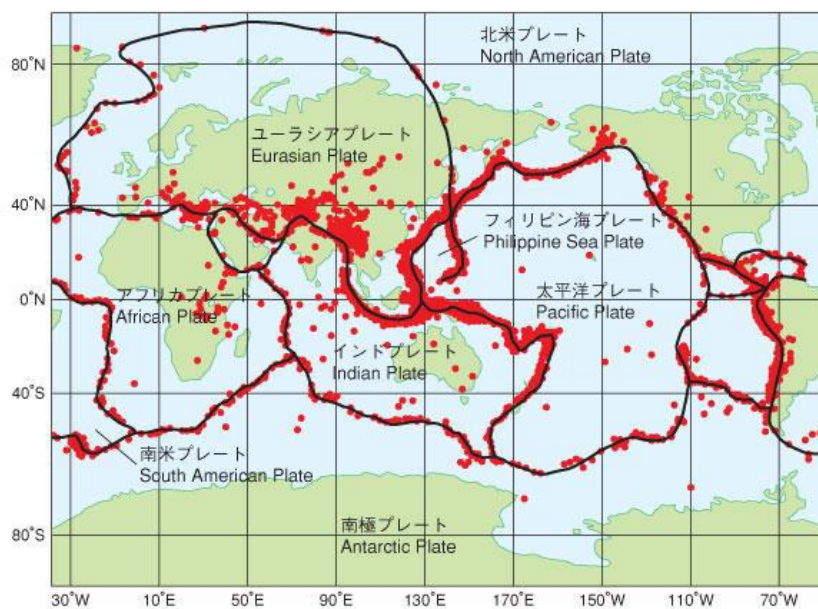 北米プレート
North American Plate
80°N
ユーラシアプレート
Eurasian Plate
40°N
フィリピン海プレート
Philippine Sea Plate
アフリカプレート
African Plate
太平洋プレート
Pacific Plate
0°N
インドプレート
Indian Plate
40°S
南米プレート
South American Plate
南極プレート
Antarctic Plate
80°S
30°W 10°E 50°E 90°E 130°E 170°E 150°W 110°W 70°W